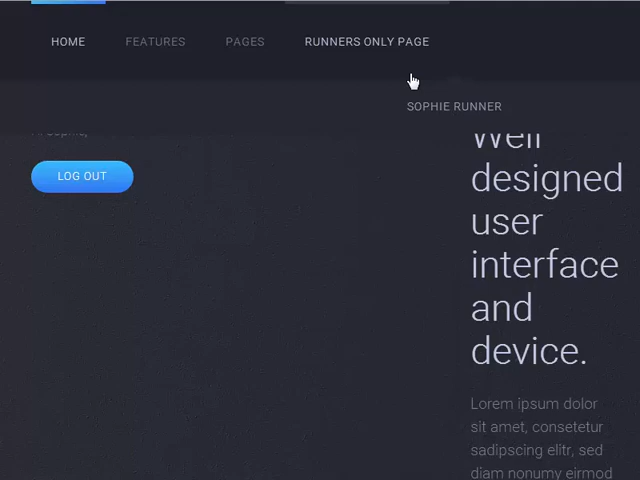 HOME FEATURES PAGES RUNNERS ONLY PAGE
SOPHIE RUNNER
LOG OUT
Well
designed
user
interface
and
device.
Lorem ipsum dolor
sit amet, consetetur
sadipscing elitr, sed
diam nonumy eirmod